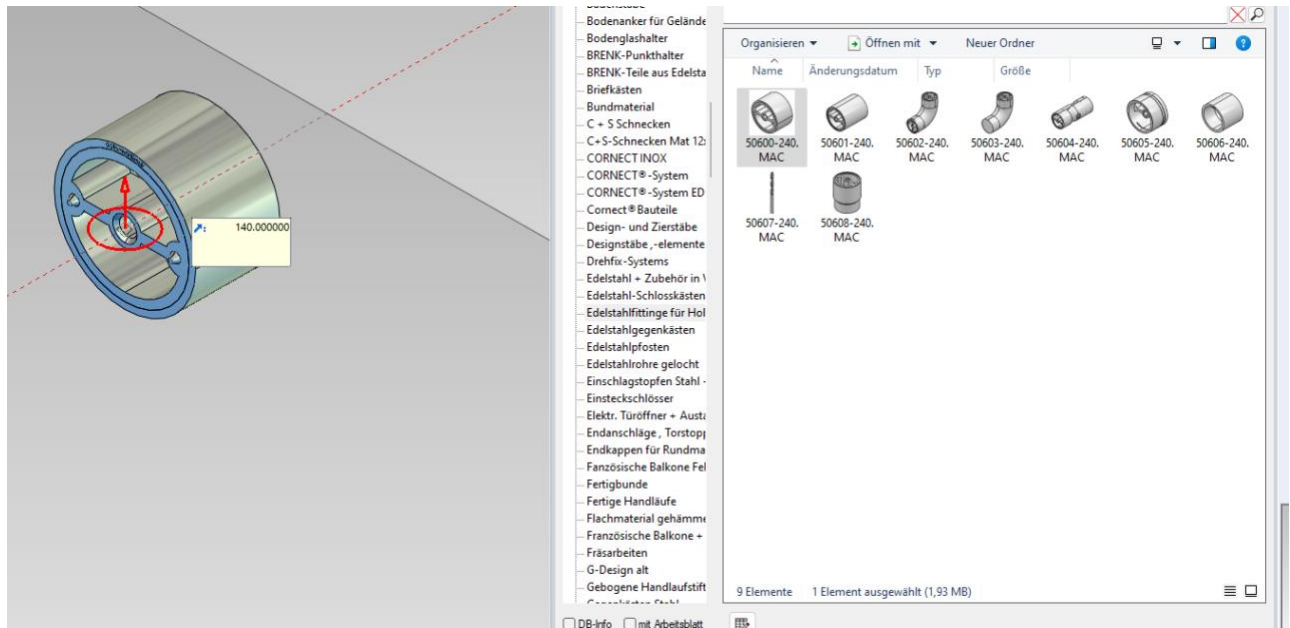 Bodenanker für Gelände
Bodenglashalter
BRENK-Punkthalter
BRENK-Teile aus Edelsta
Briefkästen
Bundmaterial
C + S Schnecken
C+S-Schnecken Mat 12
CORNECT INOX
CORNECT®-System
CORNECT®-System ED
Cornect®Bauteile
Design- und Zierstäbe
Designstäbe,-elemente
Drehfix-Systems
Edelstahl + Zubehör in V
Edelstahl-Schlosskästen
Edelstahlfittinge für Hol
Edelstahlgegenkästen
Edelstahlpfosten
Edelstahlrohre gelocht
Einschlagstopfen Stahl -
Einsteckschlösser
Elektr. Türöffner + Austa
Endanschläge , Torstopp
Endkappen für Rundma
Fanzösische Balkone Fel
Fertigbunde
Fertige Handläufe
Flachmaterial gehämme
Französische Balkone +
Fräsarbeiten
G-Design alt
Gebogene Handlaufstift
DB-Info mit Arbeitsblatt
140.000000
Organisieren Öffnen mit Neuer Ordner
Name Änderungsdatum Typ Größe
50600-240.
MAC
50601-240.
MAC
50602-240.
MAC
50603-240.
MAC
50604-240.
MAC
50605-240.
MAC
50606-240.
MAC
50607-240.
MAC
50608-240.
MAC
9 Elemente 1 Element ausgewählt (1,93 MB)